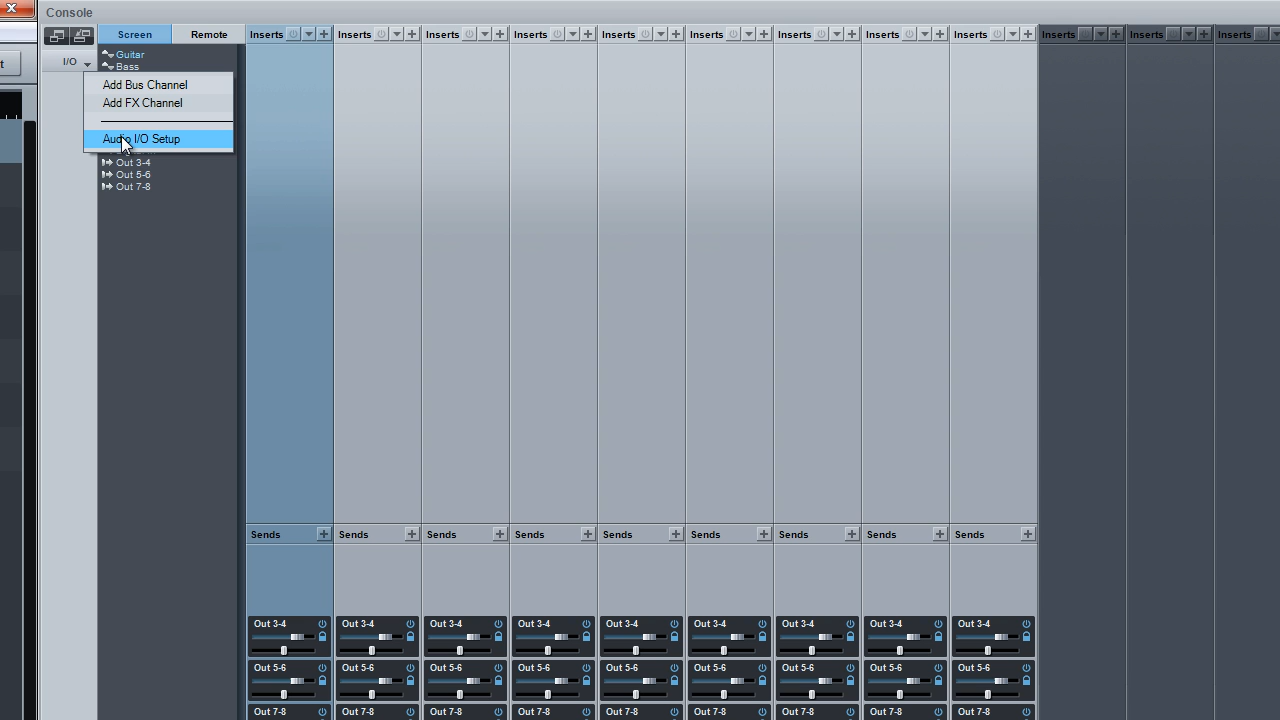 Console
Screen Remote Inserts Inserts Inserts Inserts Inserts Inserts Inserts Inserts Inserts Inserts Inserts Inserts
I/O Guitar
Bass
t
Add Bus Channel
Add FX Channel
Audio I/O Setup
Out 3-4
Out 5-6
Out 7-8
Sends Sends Sends Sends Sends Sends Sends Sends Sends
Out 3-4 Out 3-4 Out 3-4 Out 3-4 Out 3-4 Out 3-4 Out 3-4 Out 3-4 Out 3-4
Out 5-6 Out 5-6 Out 5-6 Out 5-6 Out 5-6 Out 5-6 Out 5-6 Out 5-6 Out 5-6
Out 7-8 Out 7-8 Out 7-8 Out 7-8 Out 7-8 Out 7-8 Out 7-8 Out 7-8 Out 7-8